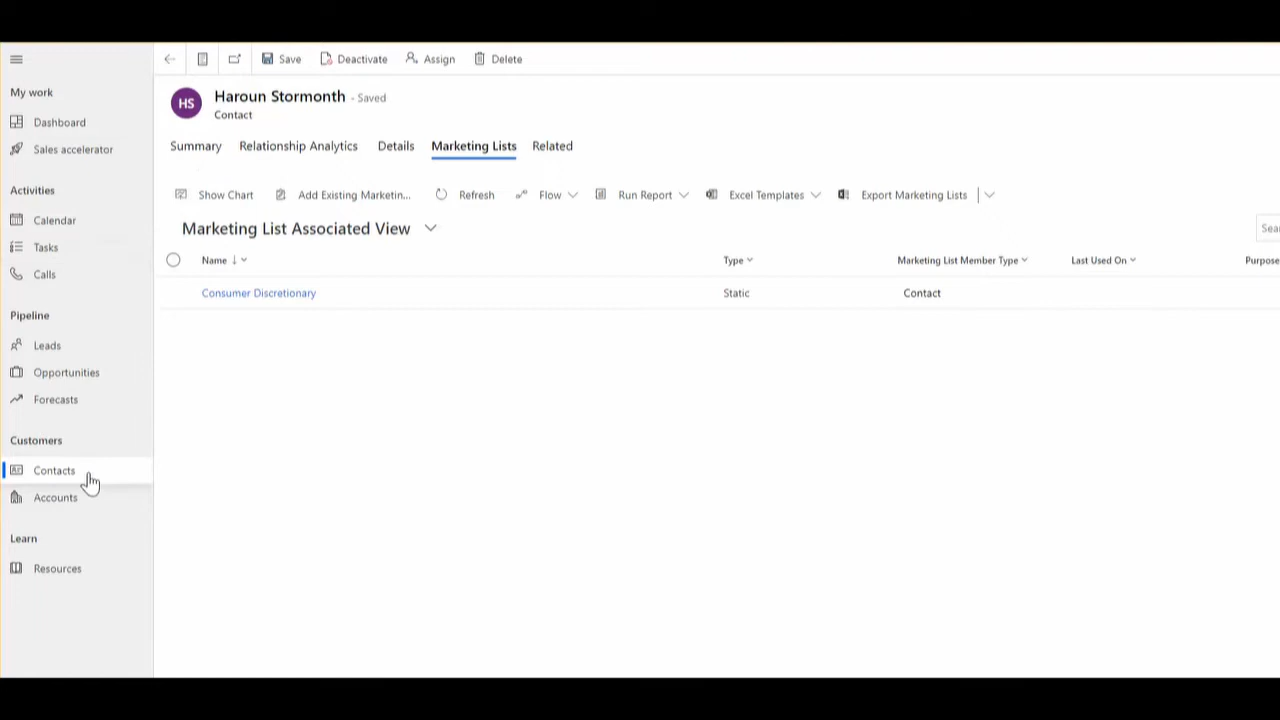 Save Deactivate Assign Delete
My work
Dashboard
Sales accelerator
Activities
Calendar
Tasks
Calls
Pipeline
Leads
Opportunities
Forecasts
Customers
Contacts
Accounts
Learn
Resources
HS
Haroun Stormonth - Saved
Contact
Summary Relationship Analytics Details Marketing Lists Related
Show Chart Add Existing Marketin... Refresh Flow Run Report Excel Templates Export Marketing Lists
Marketing List Associated View
Sea
Name Type Marketing List Member Type Last Used On Purpose
Consumer Discretionary Static Contact